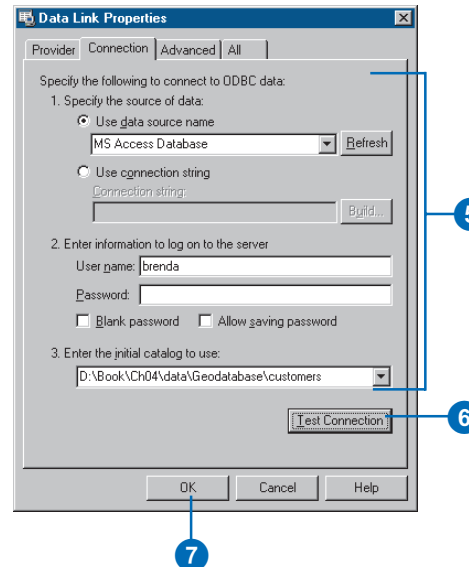 Data Link Properties
Provider Connection Advanced All
Specify the following to connect to ODBC data:
1. Specify the source of data:
Use data source name
MS Access Database Refresh
Use connection string
Connection string:
Build...
2. Enter information to log on to the server
User name: brenda
Password:
Blank password Allow saving password
3. Enter the initial catalog to use:
D:\Book\Ch04\data\Geodatabase\customers
Test Connection
OK Cancel Help
5
6
7